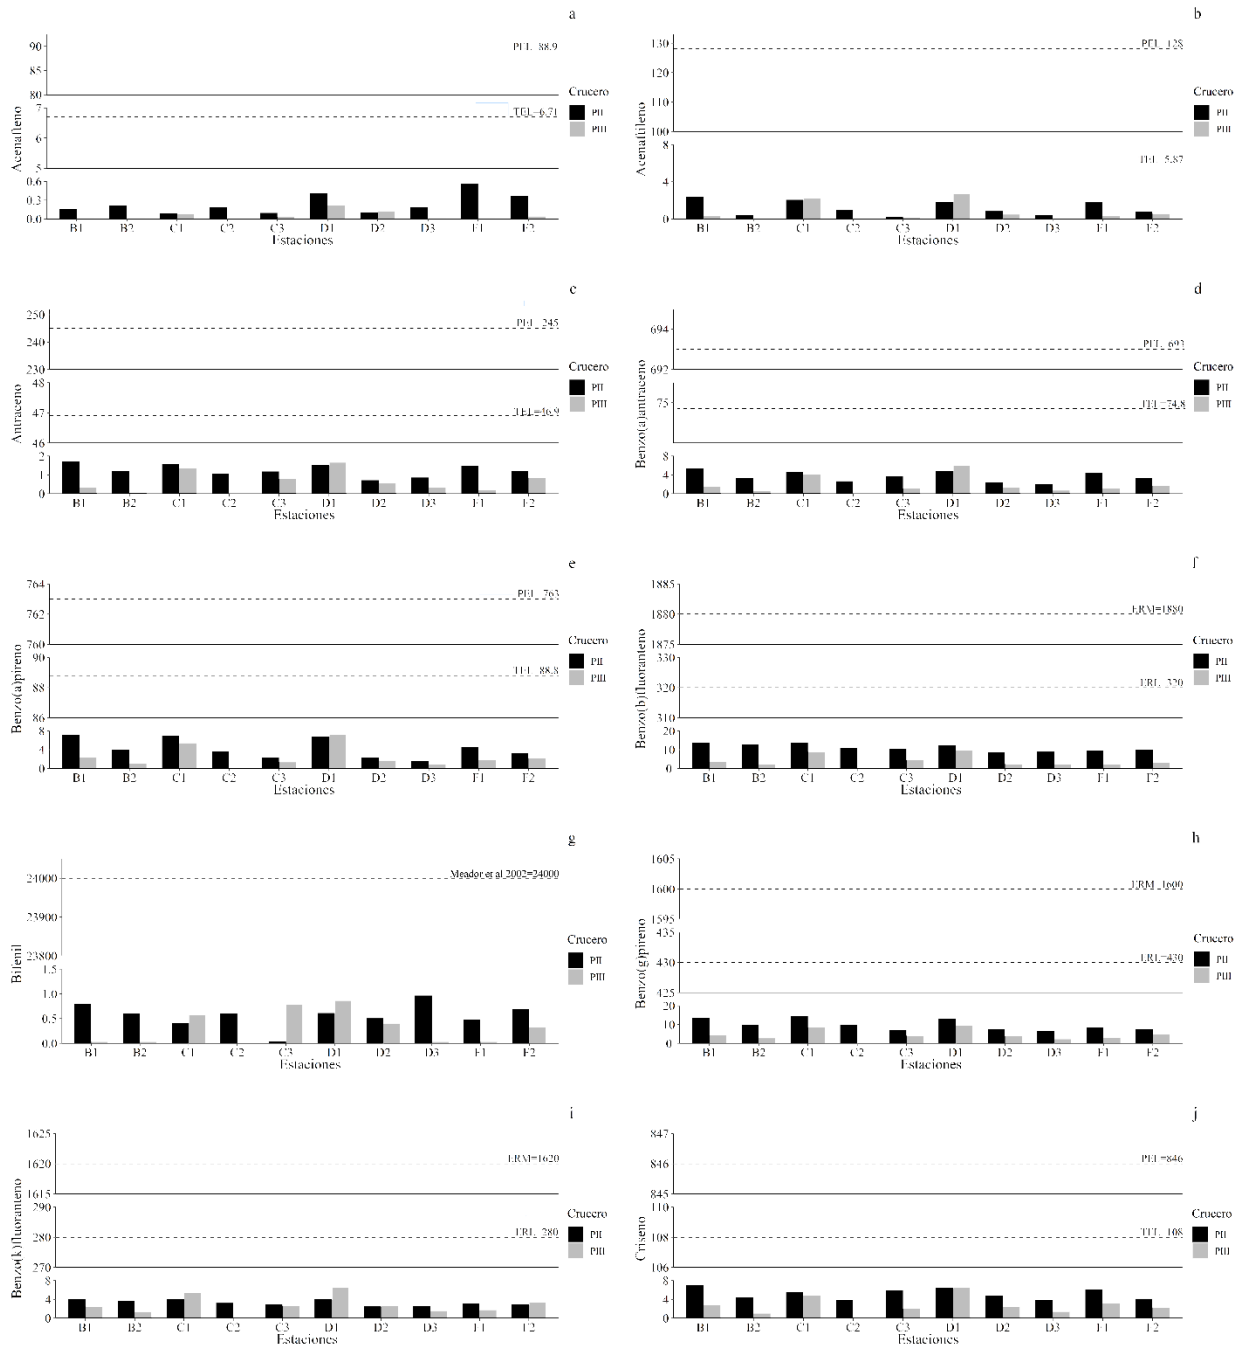 a
90
85
80
PEL=88.9
7
6
5
TEL=6.71
0.6
0.3
0.0
Acenafteno
B1 B2 C1 C2 C3 D1 D2 D3 F1 F2
Estaciones
Crucero
PII
PIII
b
130
120
110
100
PEL=128
8
4
0
TEL=5.87
Acenaftileno
B1 B2 C1 C2 C3 D1 D2 D3 F1 F2
Estaciones
Crucero
PII
PIII
c
250
240
230
PEL=245
48
47
46
TEL=46.9
2
1
0
Antraceno
B1 B2 C1 C2 C3 D1 D2 D3 F1 F2
Estaciones
Crucero
PII
PIII
d
694
692
PEL=693
75
TEL=74.8
8
4
0
Benzo(a)antraceno
B1 B2 C1 C2 C3 D1 D2 D3 F1 F2
Estaciones
Crucero
PII
PIII
e
764
762
760
PEL=763
90
88
86
TEL=88.8
8
4
0
Benzo(a)pireno
B1 B2 C1 C2 C3 D1 D2 D3 F1 F2
Estaciones
Crucero
PII
PIII
f
1885
1880
1875
ERM=1880
330
320
310
ERL=320
20
10
0
Benzo(b)fluoranteno
B1 B2 C1 C2 C3 D1 D2 D3 F1 F2
Estaciones
Crucero
PII
PIII
g
24000
23900
23800
Meador et al 2002=24000
1.5
1.0
0.5
0.0
Bifenil
B1 B2 C1 C2 C3 D1 D2 D3 F1 F2
Estaciones
Crucero
PII
PIII
h
1605
1600
1595
ERM=1600
435
430
425
ERL=430
20
10
0
Benzo(g)pireno
B1 B2 C1 C2 C3 D1 D2 D3 F1 F2
Estaciones
Crucero
PII
PIII
i
1625
1620
1615
ERM=1620
290
280
270
ERL=280
8
4
0
Benzo(k)fluoranteno
B1 B2 C1 C2 C3 D1 D2 D3 F1 F2
Estaciones
Crucero
PII
PIII
j
847
846
845
PEL=846
110
108
106
TEL=108
8
4
0
Criseno
B1 B2 C1 C2 C3 D1 D2 D3 F1 F2
Estaciones
Crucero
PII
PIII